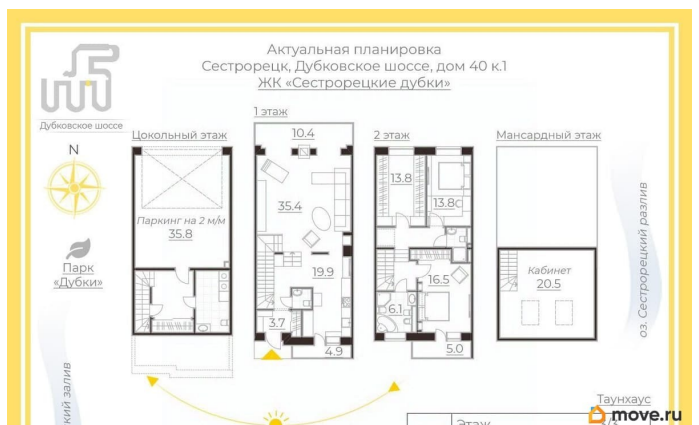 Актуальная планировка
Сестрорецк, Дубковское шоссе, дом 40 к.1
ЖК «Сестрорецкие дубки»
Дубковское шоссе
N
Парк
«Дубки»
Цокольный этаж
Паркинг на 2 м/м
35.8
1 этаж
10.4
35.4
19.9
3.7
4.9
2 этаж
13.8
13.8
16.5
6.1
5.0
Мансардный этаж
Кабинет
20.5
оз. Сестрорецкий разлив
кий залив
Таунхаус
Этаж
3/3
move.ru